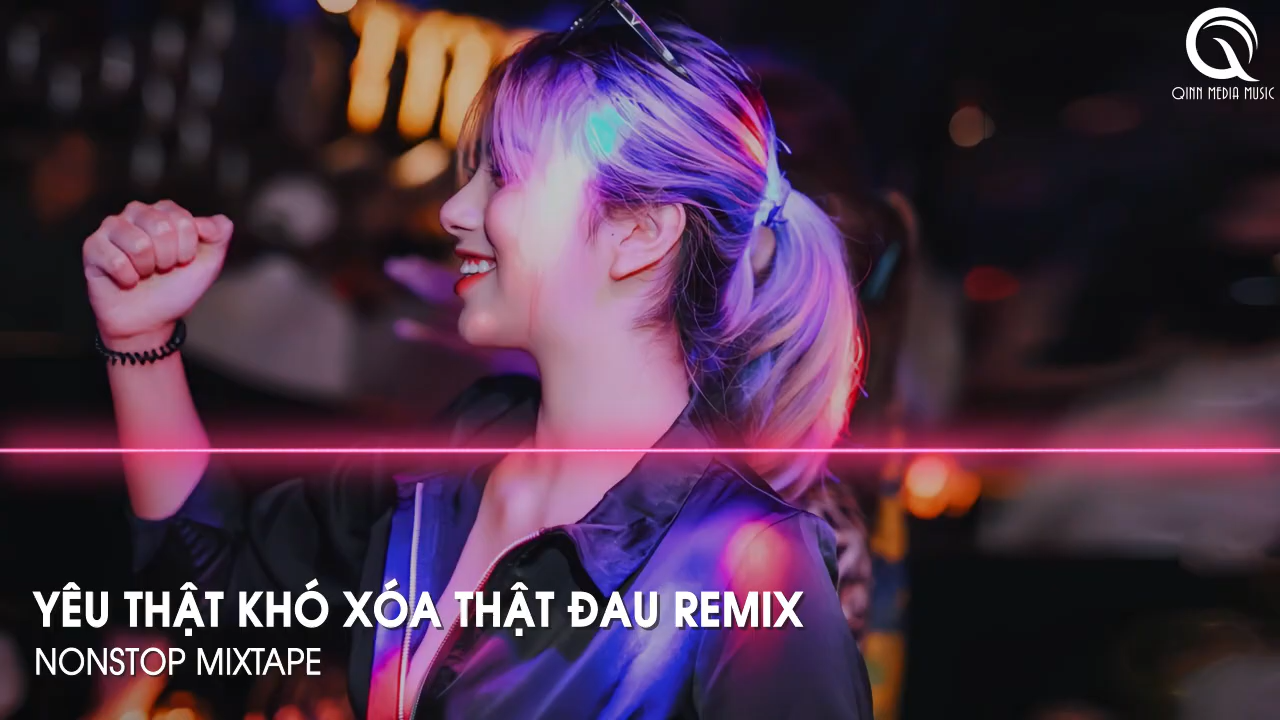 QINN MEDIA MUSIC
YÊU THẬT KHÓ XÓA THẬT ĐAU REMIX
NONSTOP MIXTAPE